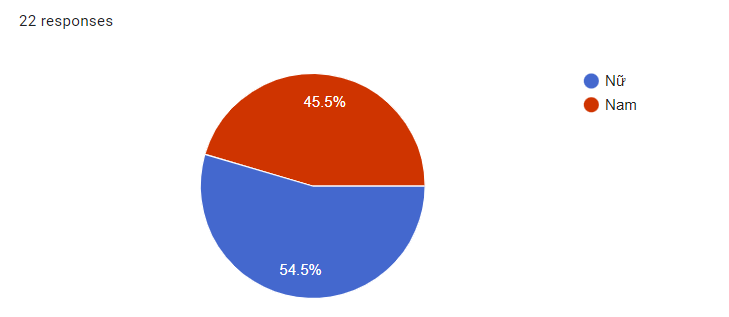 22 responses
45.5%
54.5%
Nữ
Nam